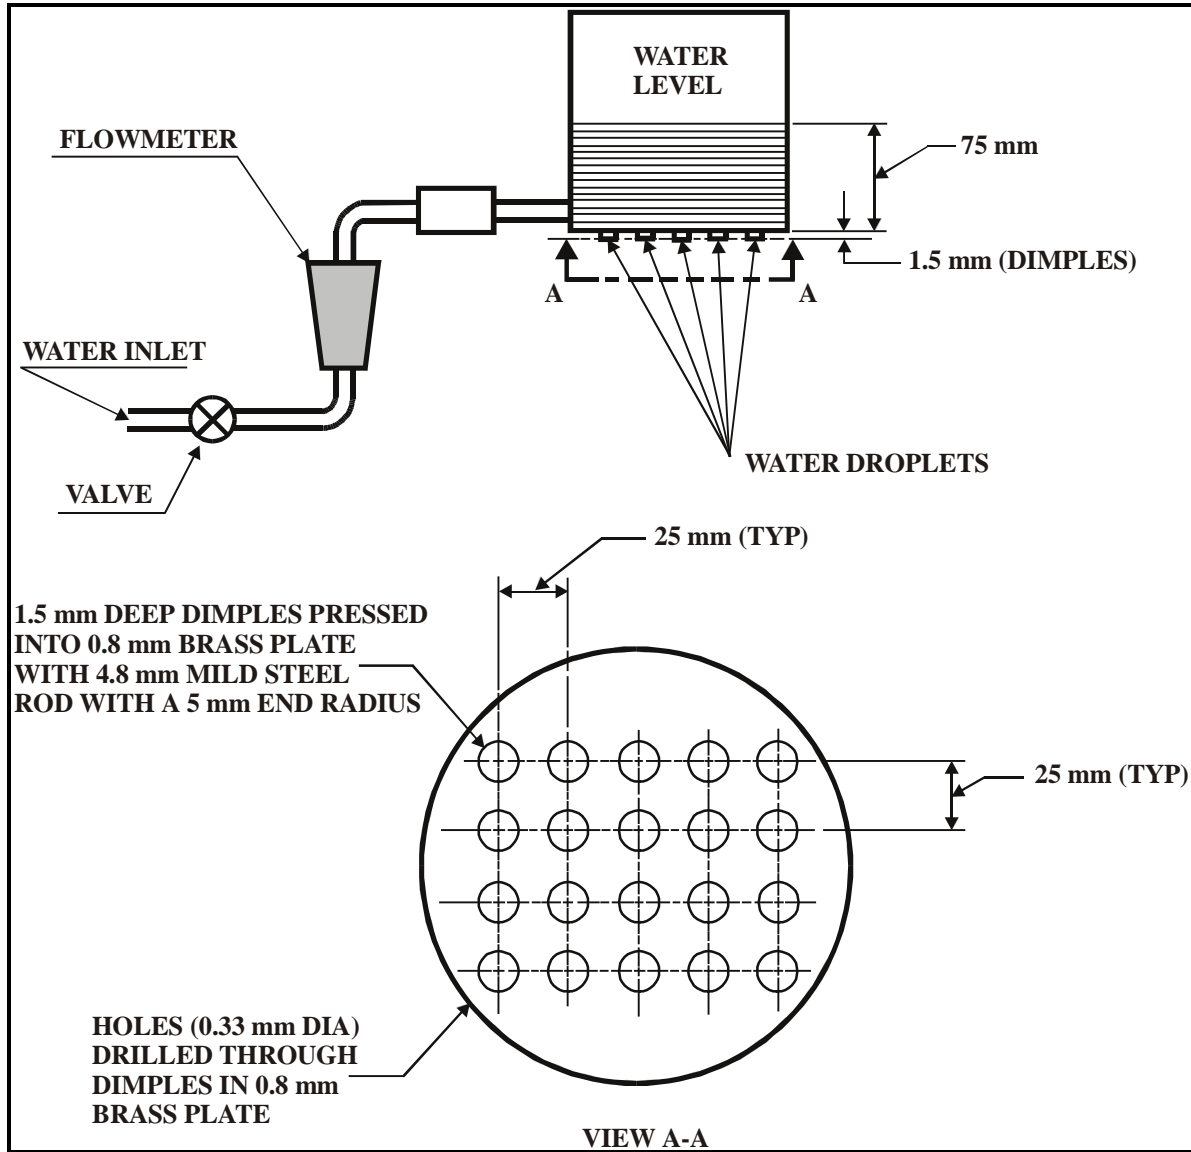 WATER
LEVEL
FLOWMETER
75 mm
1.5 mm (DIMPLES)
A
A
WATER INLET
WATER DROPLETS
VALVE
25 mm (TYP)
1.5 mm DEEP DIMPLES PRESSED
INTO 0.8 mm BRASS PLATE
WITH 4.8 mm MILD STEEL
ROD WITH A 5 mm END RADIUS
25 mm (TYP)
HOLES (0.33 mm DIA)
DRILLED THROUGH
DIMPLES IN 0.8 mm
BRASS PLATE
VIEW A-A